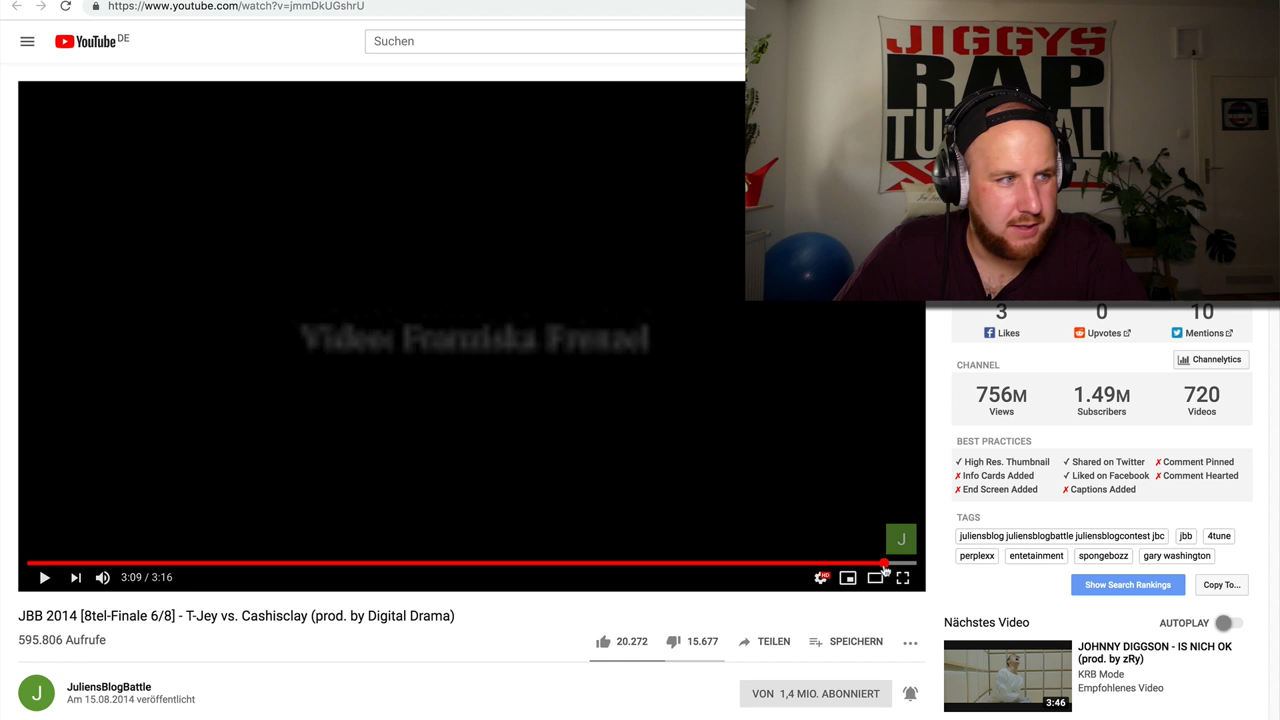 https://www.youtube.com/watch?v=jmmDkUGshrU
YouTube DE
Suchen
JIGGYS
RAP
Video: Franziska Frenzel
J
3:09 / 3:16
HD
JBB 2014 [8tel-Finale 6/8] - T-Jey vs. Cashisclay (prod. by Digital Drama)
595.806 Aufrufe
20.272
15.677
TEILEN
SPEICHERN
J
JuliensBlogBattle
Am 15.08.2014 veröffentlicht
VON 1,4 MIO. ABONNIERT
3 0 10
Likes Upvotes Mentions
CHANNEL
Channelytics
756M 1.49M 720
Views Subscribers Videos
BEST PRACTICES
✓ High Res. Thumbnail ✓ Shared on Twitter ✗ Comment Pinned
✗ Info Cards Added ✓ Liked on Facebook ✗ Comment Hearted
✗ End Screen Added ✗ Captions Added
TAGS
juliensblog juliensblogbattle juliensblogcontest jbc jbb 4tune
perplexx entetainment spongebozz gary washington
Show Search Rankings Copy To...
Nächstes Video AUTOPLAY
JOHNNY DIGGSON - IS NICH OK
(prod. by zRy)
KRB Mode
Empfohlenes Video
3:46